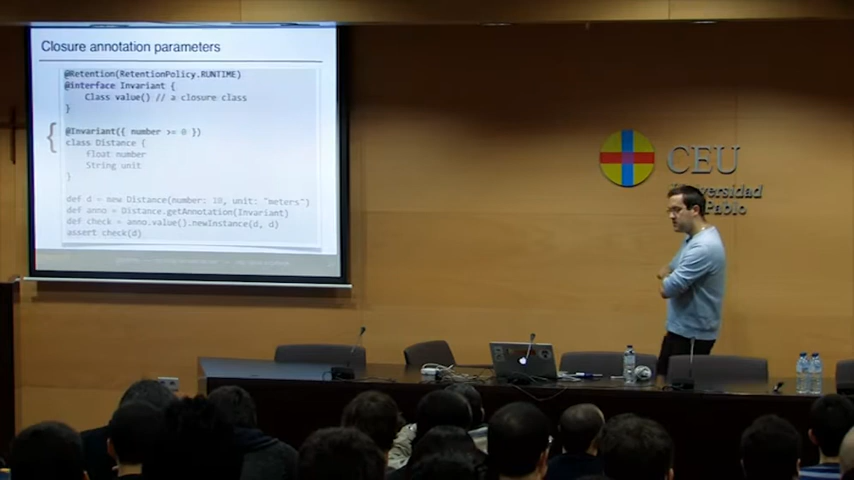 Closure annotation parameters
@Retention(RetentionPolicy.RUNTIME)
@interface Invariant {
Class value() // a closure class
}
@Invariant({ number >= 0 })
class Distance {
float number
String unit
}
def d = new Distance(number: 10, unit: "meters")
def anno = Distance.getAnnotation(Invariant)
def check = anno.value().newInstance(d, d)
assert check(d)
CEU
Universidad
Pablo